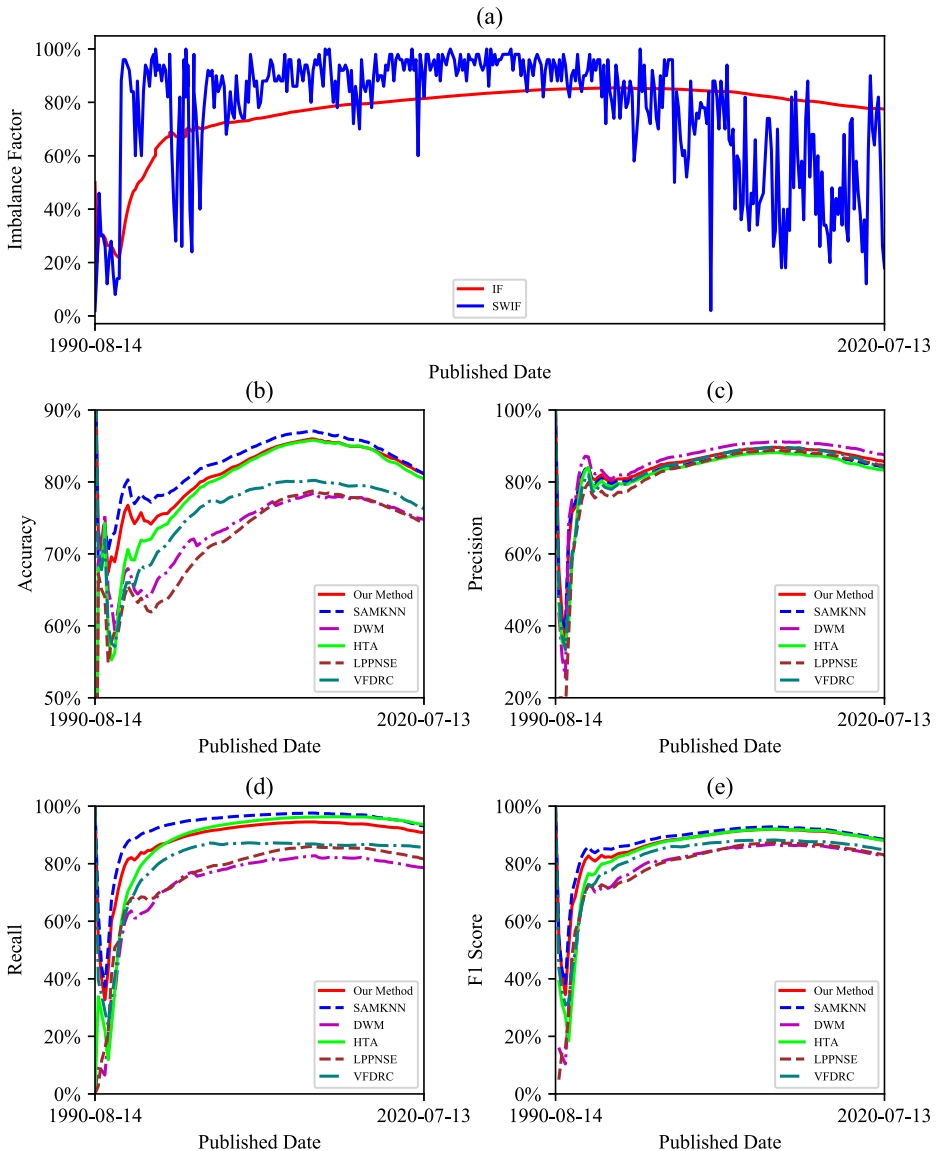 (a)
100%
80%
60%
40%
20%
0%
Imbalance Factor
IF
SWIF
1990-08-14
2020-07-13
Published Date
(b)
90%
80%
70%
60%
50%
Accuracy
Our Method
SAMKNN
DWM
HTA
LPPNSE
VFDRC
1990-08-14
2020-07-13
Published Date
(c)
100%
80%
60%
40%
20%
Precision
Our Method
SAMKNN
DWM
HTA
LPPNSE
VFDRC
1990-08-14
2020-07-13
Published Date
(d)
100%
80%
60%
40%
20%
0%
Recall
Our Method
SAMKNN
DWM
HTA
LPPNSE
VFDRC
1990-08-14
2020-07-13
Published Date
(e)
100%
80%
60%
40%
20%
0%
F1 Score
Our Method
SAMKNN
DWM
HTA
LPPNSE
VFDRC
1990-08-14
2020-07-13
Published Date